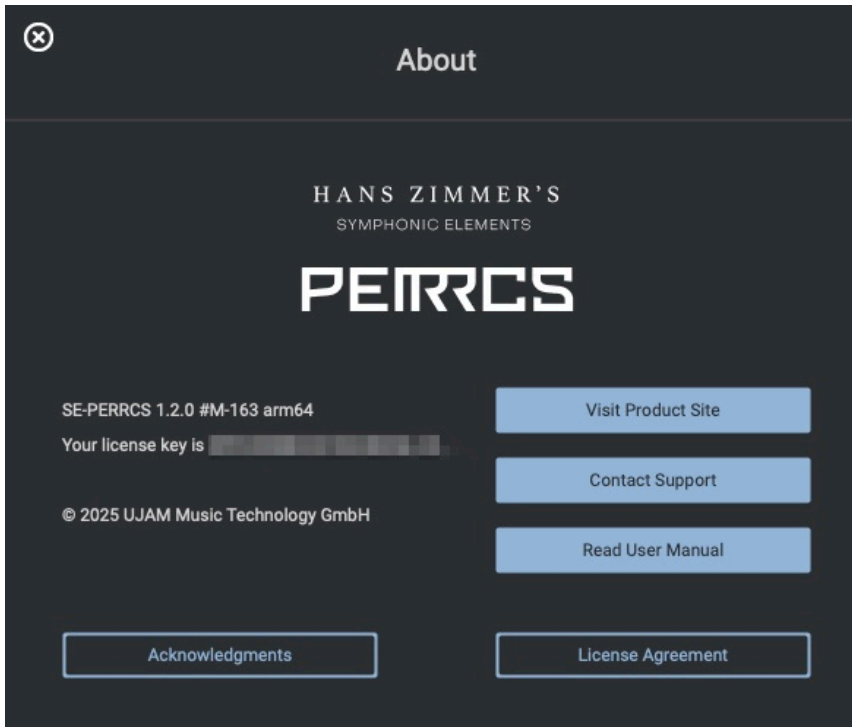 About
HANS ZIMMER'S
SYMPHONIC ELEMENTS
PERRCS
SE-PERRCS 1.2.0 #M-163 arm64
Your license key is
© 2025 UJAM Music Technology GmbH
Visit Product Site
Contact Support
Read User Manual
Acknowledgments
License Agreement